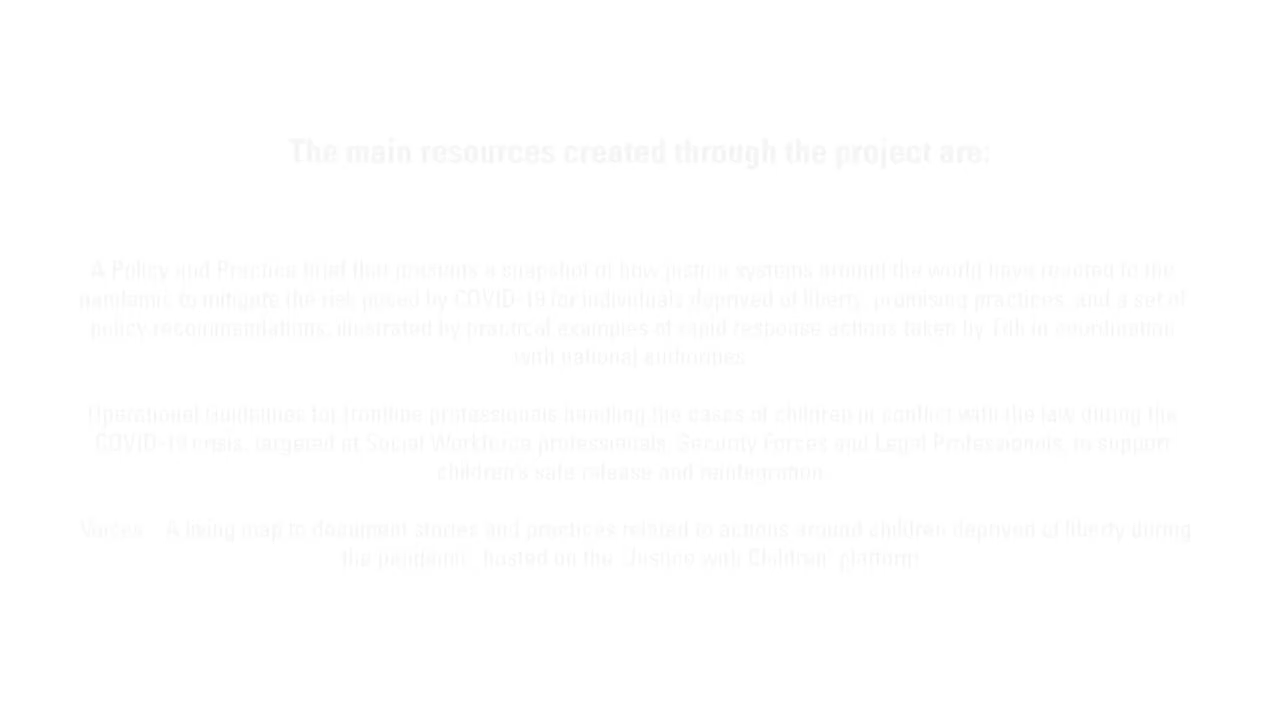 The main resources created through the project are:
A Policy and Practice brief that presents a snapshot of how justice systems around the world have reacted to the
pandemic to mitigate the risk posed by COVID-19 for individuals deprived of liberty, promising practices, and a set of
policy recommendations, illustrated by practical examples of rapid response actions taken by Tdh in coordination
with national authorities.
Operational Guidelines for frontline professionals handling the cases of children in conflict with the law during the
COVID-19 crisis, targeted at Social Workforce professionals, Security Forces and Legal Professionals, to support
children's safe release and reintegration.
A living map to document stories and practices related to actions around children deprived of liberty during
the pandemic, hosted on the 'Justice with Children' platform